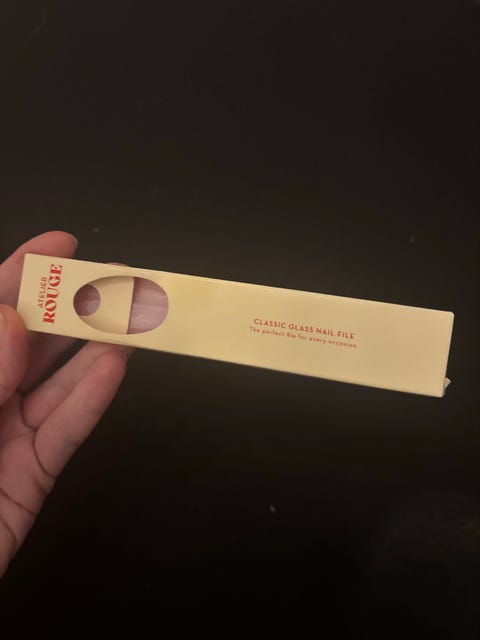 ATELIER
ROUGE
CLASSIC GLASS NAIL FILE
The perfect file for every occasion